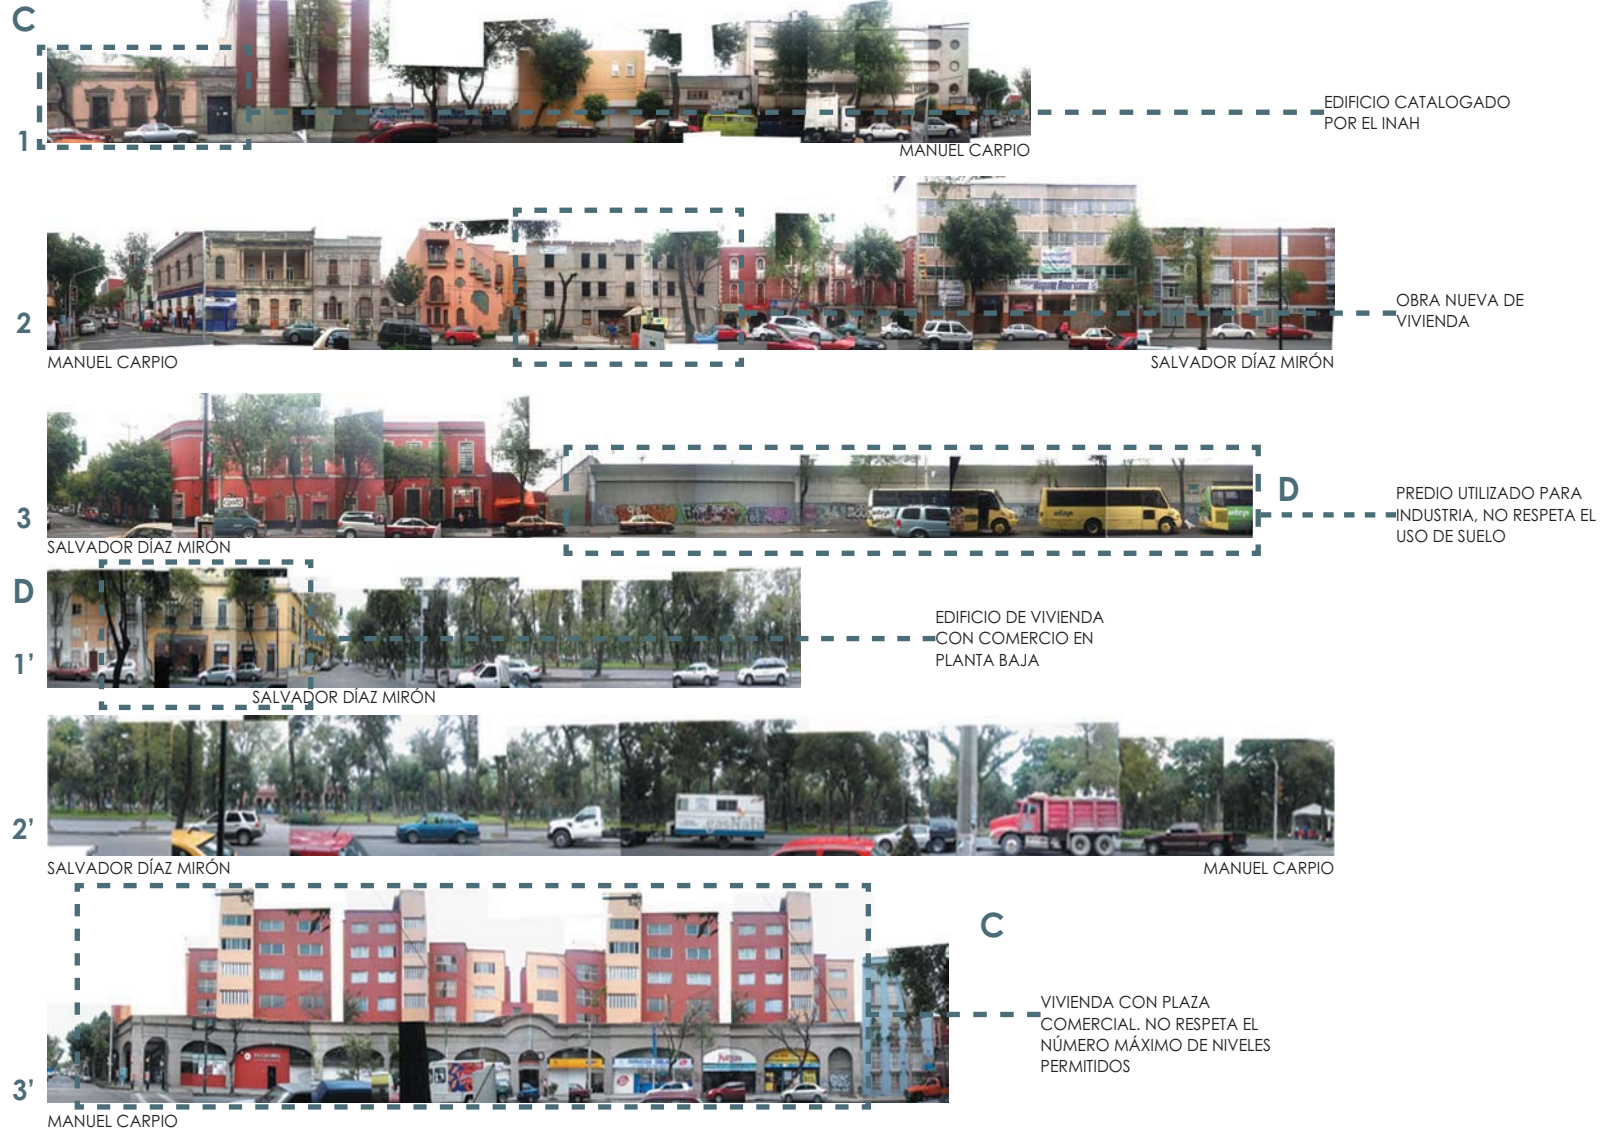 C
1
EDIFICIO CATALOGADO
POR EL INAH
MANUEL CARPIO
2
OBRA NUEVA DE
VIVIENDA
MANUEL CARPIO
SALVADOR DÍAZ MIRÓN
3
D
PREDIO UTILIZADO PARA
INDUSTRIA, NO RESPETA EL
USO DE SUELO
SALVADOR DÍAZ MIRÓN
D
1'
EDIFICIO DE VIVIENDA
CON COMERCIO EN
PLANTA BAJA
SALVADOR DÍAZ MIRÓN
2'
SALVADOR DÍAZ MIRÓN
MANUEL CARPIO
C
3'
VIVIENDA CON PLAZA
COMERCIAL. NO RESPETA EL
NÚMERO MÁXIMO DE NIVELES
PERMITIDOS
MANUEL CARPIO